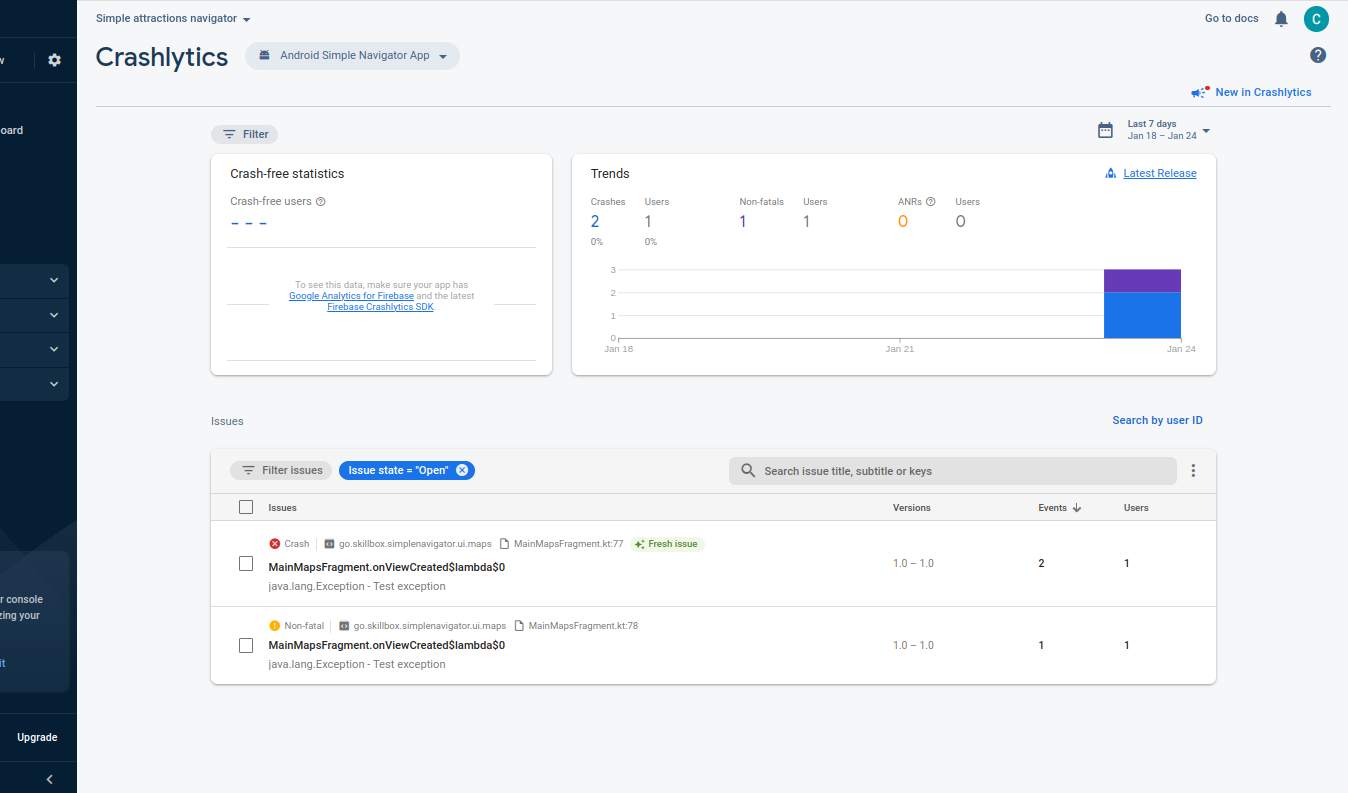 Simple attractions navigator
Go to docs
C
w
Crashlytics
Android Simple Navigator App
?
New in Crashlytics
oard
Filter
Last 7 days
Jan 18 – Jan 24
Crash-free statistics
Crash-free users
– – –
To see this data, make sure your app has
Google Analytics for Firebase and the latest
Firebase Crashlytics SDK.
Trends
Latest Release
Crashes Users Non-fatals Users ANRs Users
2 1 1 1 0 0
0% 0%
3
2
1
0
Jan 18 Jan 21 Jan 24
Issues
Search by user ID
Filter issues
Issue state = "Open"
Search issue title, subtitle or keys
Issues Versions Events Users
Crash go.skillbox.simplenavigator.ui.maps MainMapsFragment.kt:77 Fresh issue
MainMapsFragment.onViewCreated$lambda$0 1.0 – 1.0 2 1
java.lang.Exception - Test exception
Non-fatal go.skillbox.simplenavigator.ui.maps MainMapsFragment.kt:78
MainMapsFragment.onViewCreated$lambda$0 1.0 – 1.0 1 1
java.lang.Exception - Test exception
r console
zing your
it
Upgrade